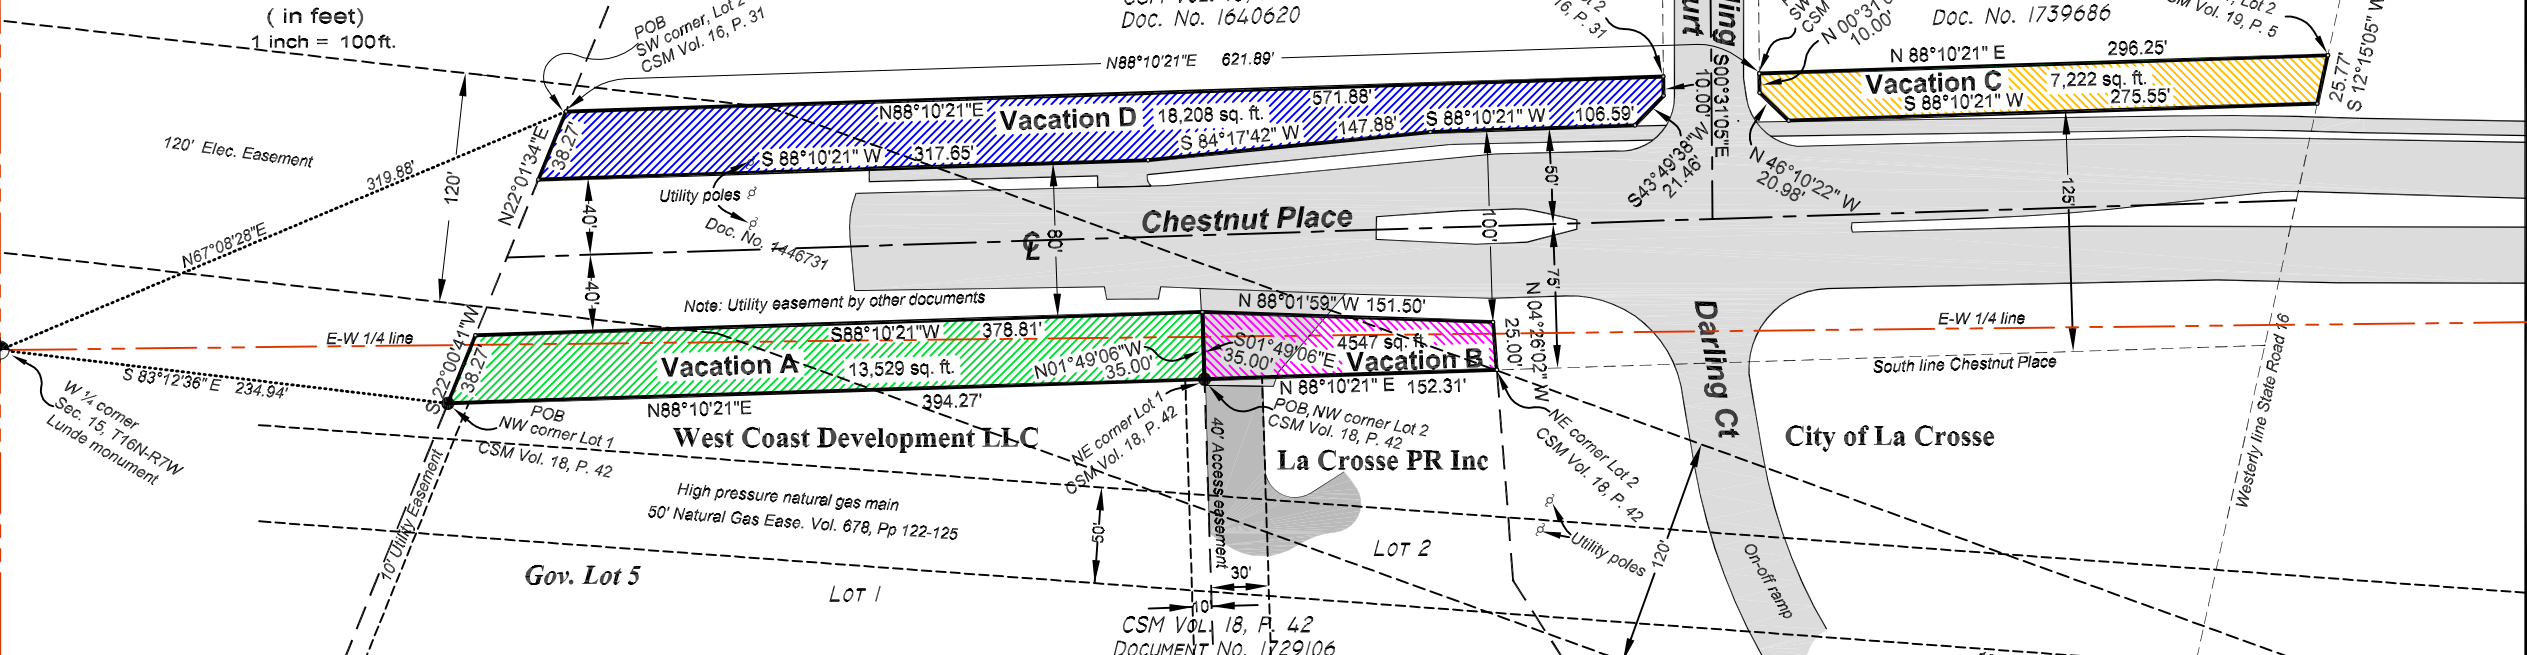 ( in feet)
1 inch = 100ft.
POB
SW corner, Lot 2
CSM Vol. 16, P. 31
Doc. No. 1640620
16, P. 31
N88°10'21"E 621.89'
N 00°31'
10.00'
Doc. No. 1739686
Lot 2
Vol. 19, P. 5
N 88°10'21" E 296.25'
Vacation C 7,222 sq. ft.
S 88°10'21" W 275.55'
25.77'
S 12°15'05" W
N88°10'21"E
571.88'
Vacation D 18,208 sq. ft.
S 88°10'21" W 317.65'
S 84°17'42" W
147.88'
S 88°10'21" W 106.59'
S00°31'05"E
10.00'
S43°49'38"W
21.46'
N 46°10'22" W
20.98'
120' Elec. Easement
319.88'
N67°08'28"E
120'
N22°01'34"E
38.27'
Utility poles
Doc. No. 1446731
40'
40'
80'
100'
50'
75'
125'
Chestnut Place
CL
Note: Utility easement by other documents
N 88°01'59" W 151.50'
N 04°26'02" W
25.00'
Darling Ct
E-W 1/4 line
E-W 1/4 line
South line Chestnut Place
Westerly line State Road 16
S88°10'21"W 378.81'
Vacation A 13,529 sq. ft.
N01°49'06"W
35.00'
S01°49'06"E
35.00'
4547 sq. ft.
Vacation B
N88°10'21"E 394.27'
N 88°10'21" E 152.31'
S 83°12'36" E 234.94'
S22°00'41"W
38.27'
W ¼ corner
Sec. 15, T16N-R7W
Lunde monument
POB
NW corner Lot 1
CSM Vol. 18, P. 42
West Coast Development LLC
NE corner Lot 1
CSM Vol. 18, P. 42
POB, NW corner Lot 2
CSM Vol. 18, P. 42
La Crosse PR Inc
NE corner Lot 2
CSM Vol. 18, P. 42
City of La Crosse
High pressure natural gas main
50' Natural Gas Ease. Vol. 678, Pp 122-125
50'
10' Utility Easement
Gov. Lot 5
LOT 1
40' Access easement
30'
10'
LOT 2
Utility poles
120'
On-off ramp
CSM VOL. 18, P. 42
DOCUMENT NO. 1729106